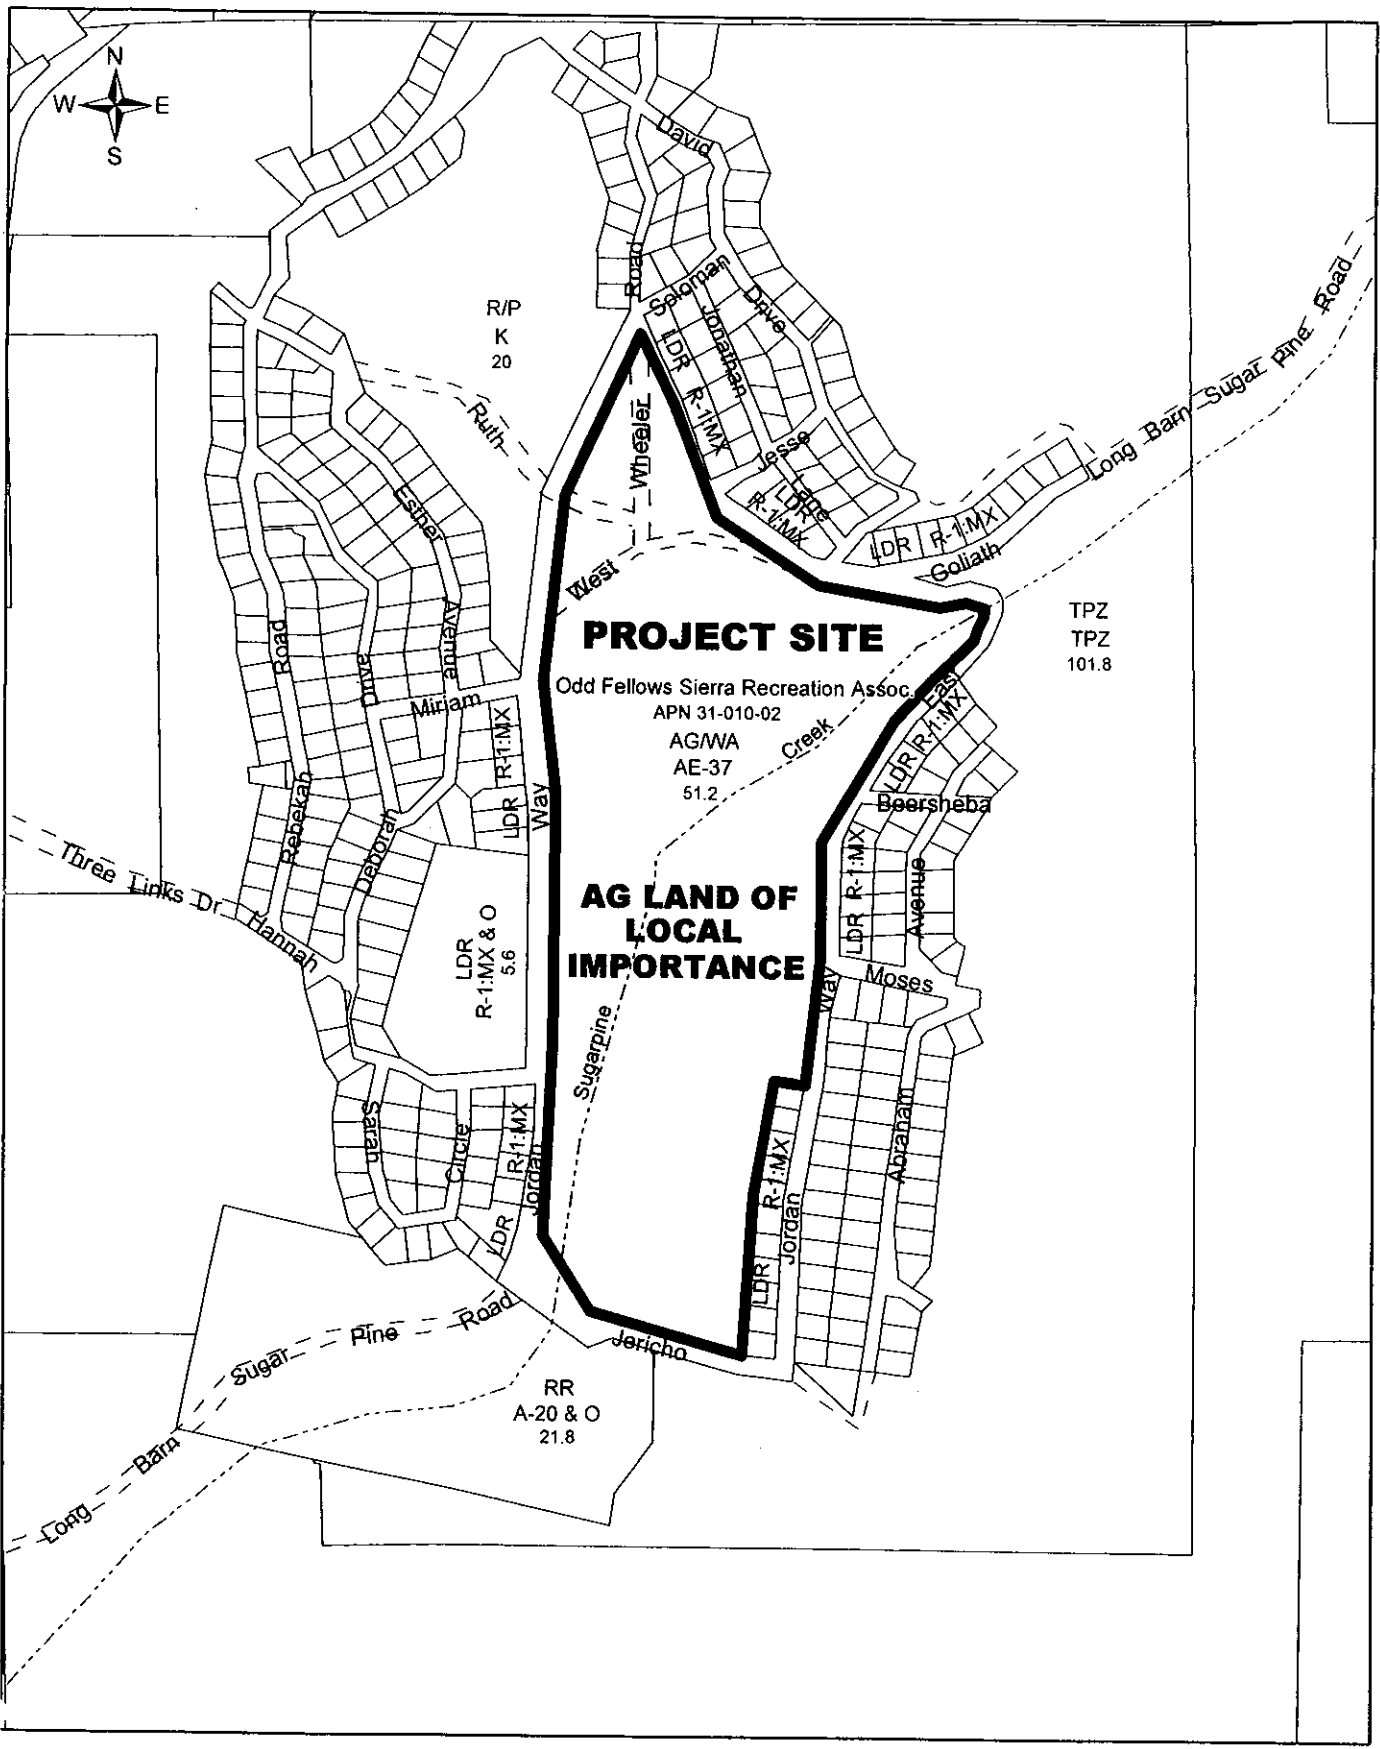 N
W E
S
David
Road
Soloman
Drive
Jonathan
LDR R-1:MX
R/P
K
20
Ruth
Wheeler
Jesse
Lane
LDR
R-1:MX
Long Barn Sugar Pine Road
LDR R-1:MX
Goliath
Esther
Avenue
West
PROJECT SITE
Odd Fellows Sierra Recreation Assoc.
APN 31-010-02
AG/WA
AE-37
51.2
TPZ
TPZ
101.8
East
LDR R-1:MX
Creek
Road
Drive
Miriam
LDR R-1:MX
Way
Beersheba
Rebekah
Deborah
Three Links Dr
Hannah
AG LAND OF
LOCAL
IMPORTANCE
LDR R-1:MX
Avenue
LDR
R-1:MX & O
5.6
Moses
Way
Sugarpine
Sarah
Circle
LDR R-1:MX
Jordan
LDR R-1:MX
Jordan
Abraham
Long Barn Sugar Pine Road
Jericho
RR
A-20 & O
21.8